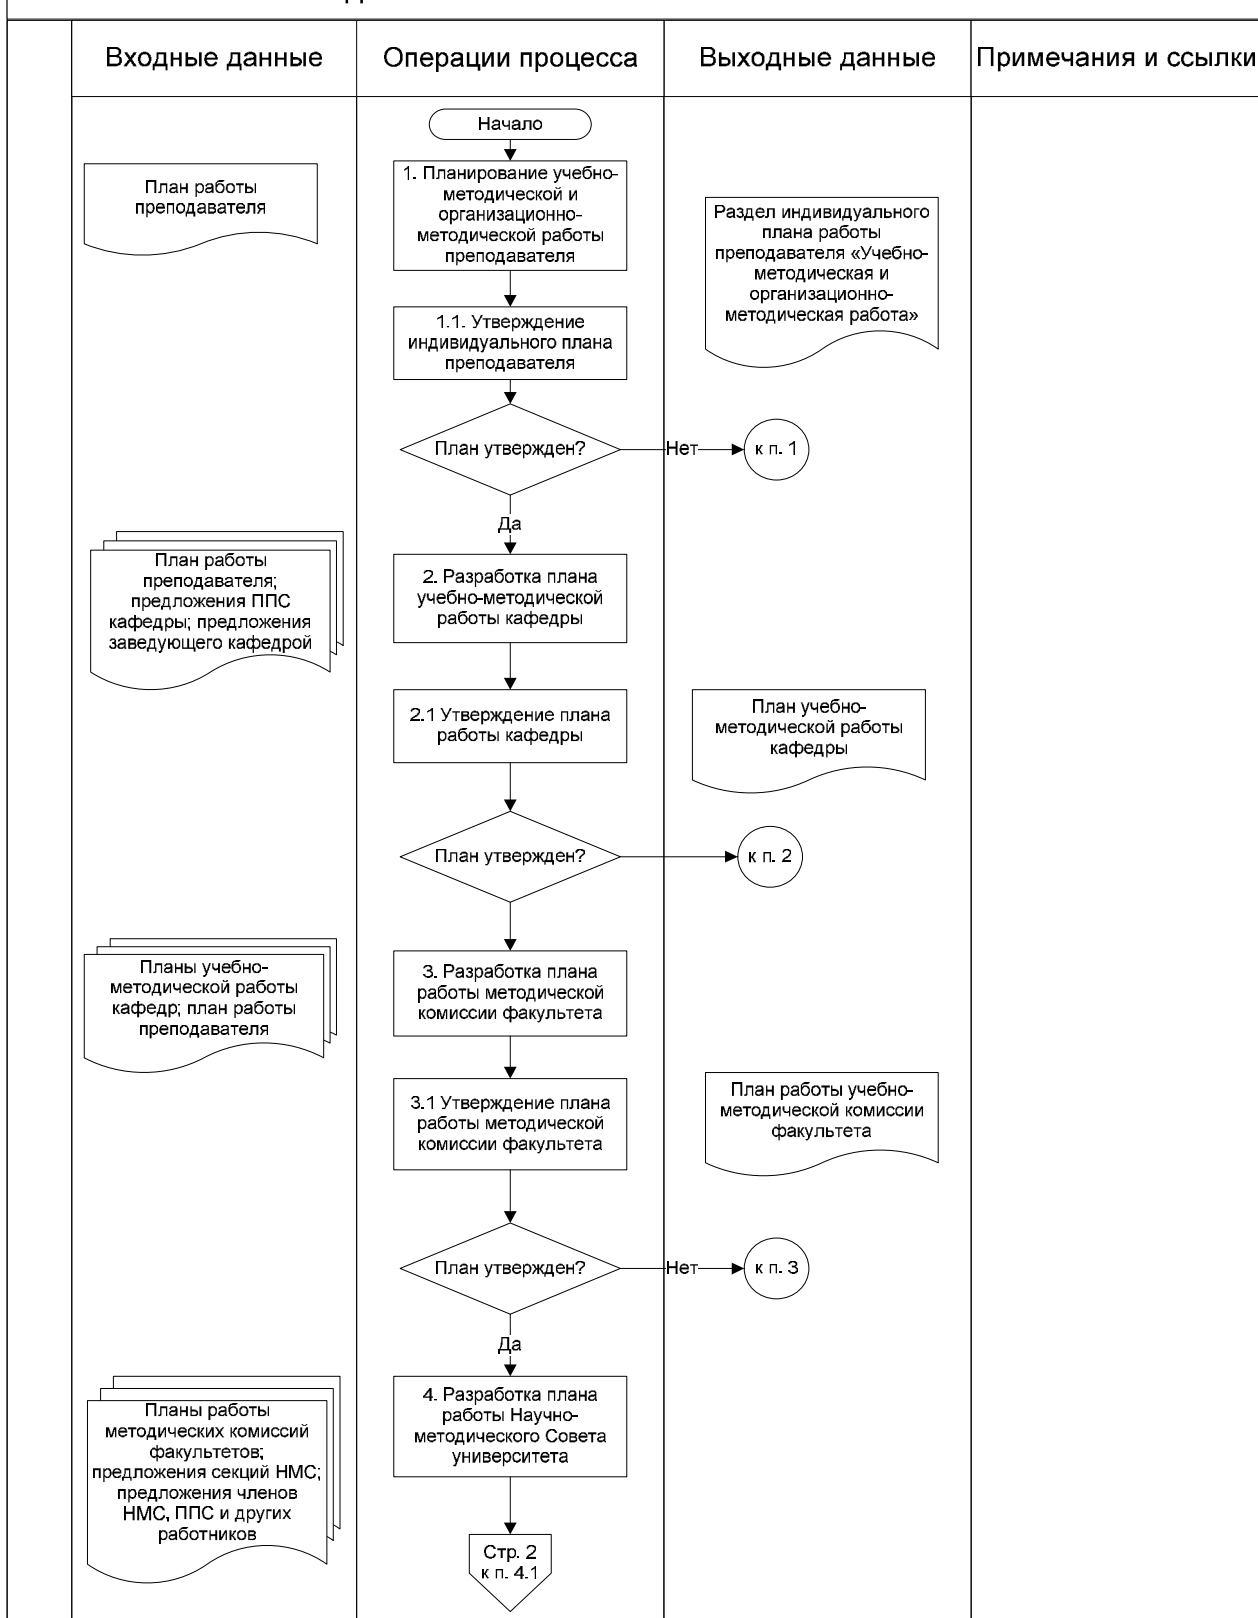 Входные данные
Операции процесса
Выходные данные
Примечания и ссылки
Начало
План работы
преподавателя
1. Планирование учебно-
методической и
организационно-
методической работы
преподавателя
Раздел индивидуального
плана работы
преподавателя «Учебно-
методическая и
организационно-
методическая работа»
1.1. Утверждение
индивидуального плана
преподавателя
План утвержден?
Нет
к п. 1
Да
План работы
преподавателя;
предложения ППС
кафедры; предложения
заведующего кафедрой
2. Разработка плана
учебно-методической
работы кафедры
2.1 Утверждение плана
работы кафедры
План учебно-
методической работы
кафедры
План утвержден?
к п. 2
Планы учебно-
методической работы
кафедр; план работы
преподавателя
3. Разработка плана
работы методической
комиссии факультета
3.1 Утверждение плана
работы методической
комиссии факультета
План работы учебно-
методической комиссии
факультета
План утвержден?
Нет
к п. 3
Да
Планы работы
методических комиссий
факультетов;
предложения секций НМС;
предложения членов
НМС, ППС и других
работников
4. Разработка плана
работы Научно-
методического Совета
университета
Стр. 2
к п. 4.1